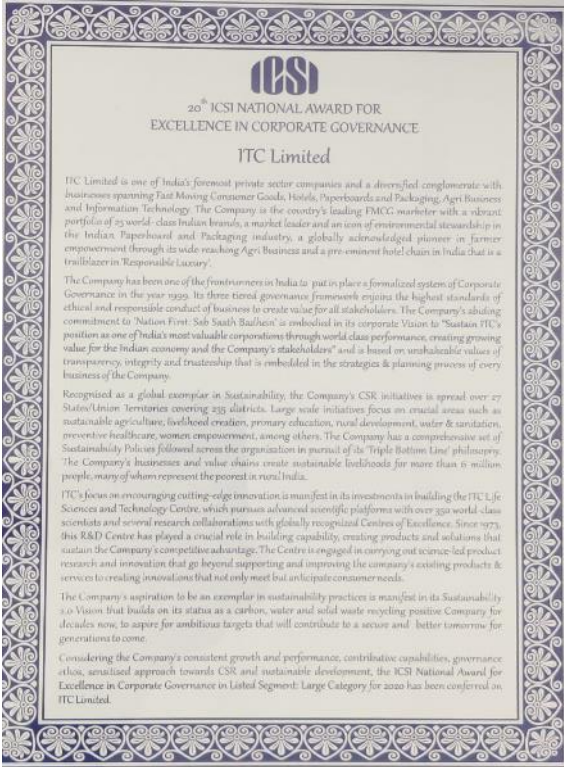 ICSI
20th ICSI NATIONAL AWARD FOR
EXCELLENCE IN CORPORATE GOVERNANCE
ITC Limited
ITC Limited is one of India's foremost private sector companies and a diversified conglomerate with
businesses spanning Fast Moving Consumer Goods, Hotels, Paperboards and Packaging, Agri Business
and Information Technology. The Company is the country's leading FMCG marketer with a vibrant
portfolio of 25 world-class Indian brands, a market leader and an icon of environmental stewardship in
the Indian Paperboard and Packaging industry, a globally acknowledged pioneer in farmer
empowerment through its wide-reaching Agri Business and a pre-eminent hotel chain in India that is a
trailblazer in 'Responsible Luxury'.
The Company has been one of the frontrunners in India to put in place a formalized system of Corporate
Governance in the year 1999. Its three tiered governance framework enjoins the highest standards of
ethical and responsible conduct of business to create value for all stakeholders. The Company's abiding
commitment to 'Nation First: Sab Saath Badhein' is embodied in its corporate Vision to "Sustain ITC's
position as one of India's most valuable corporations through world class performance, creating growing
value for the Indian economy and the Company's stakeholders" and is based on unshakeable values of
transparency, integrity and trusteeship that is embedded in the strategies & planning process of every
business of the Company.
Recognised as a global exemplar in Sustainability, the Company's CSR initiatives is spread over 27
States/Union Territories covering 235 districts. Large scale initiatives focus on crucial areas such as
sustainable agriculture, livelihood creation, primary education, rural development, water & sanitation,
preventive healthcare, women empowerment, among others. The Company has a comprehensive set of
Sustainability Policies followed across the organization in pursuit of its 'Triple Bottom Line' philosophy.
The Company's businesses and value chains create sustainable livelihoods for more than 6 million
people, many of whom represent the poorest in rural India.
ITC's focus on encouraging cutting-edge innovation is manifest in its investments in building the ITC Life
Sciences and Technology Centre, which pursues advanced scientific platforms with over 350 world-class
scientists and several research collaborations with globally recognized Centres of Excellence. Since 1973,
this R&D Centre has played a crucial role in building capability, creating products and solutions that
sustain the Company's competitive advantage. The Centre is engaged in carrying out science-led product
research and innovation that go beyond supporting and improving the company's existing products &
services to creating innovations that not only meet but anticipate consumer needs.
The Company's aspiration to be an exemplar in sustainability practices is manifest in its Sustainability
2.0 Vision that builds on its status as a carbon, water and solid waste recycling positive Company for
decades now, to aspire for ambitious targets that will contribute to a secure and better tomorrow for
generations to come.
Considering the Company's consistent growth and performance, contributive capabilities, governance
ethos, sensitised approach towards CSR and sustainable development, the ICSI National Award for
Excellence in Corporate Governance in Listed Segment: Large Category for 2020 has been conferred on
ITC Limited.